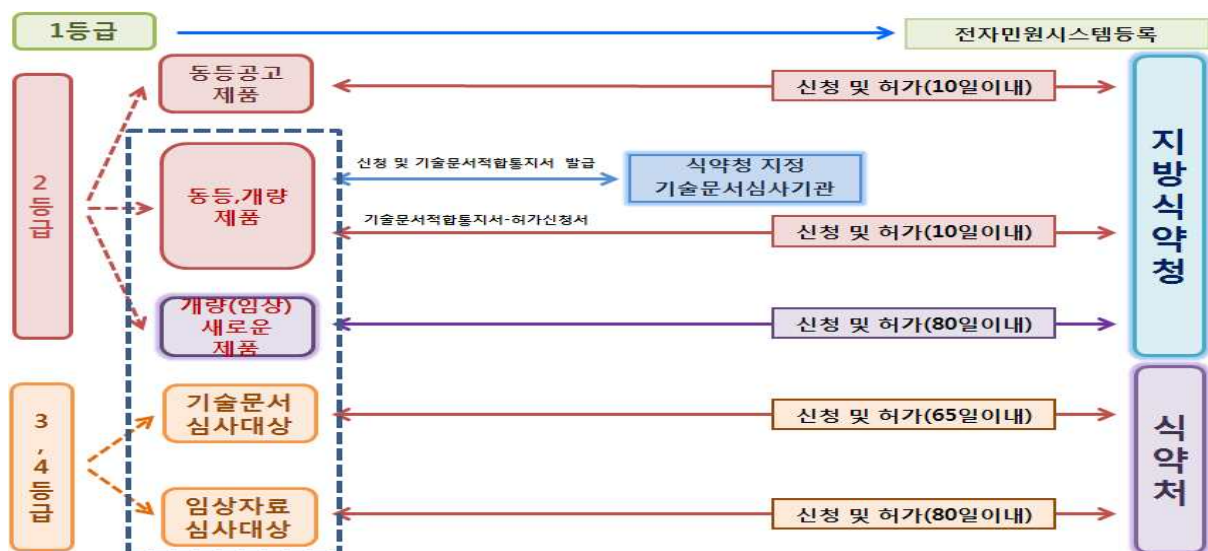 1등급
전자민원시스템등록
2등급
동등공고
제품
신청 및 허가(10일이내)
동등,개량
제품
신청 및 기술문서적합통지서 발급
식약청 지정
기술문서심사기관
기술문서적합통지서-허가신청서
신청 및 허가(10일이내)
개량(임상)
새로운
제품
신청 및 허가(80일이내)
지방식약청
3,4등급
기술문서
심사대상
신청 및 허가(65일이내)
임상자료
심사대상
신청 및 허가(80일이내)
식약처